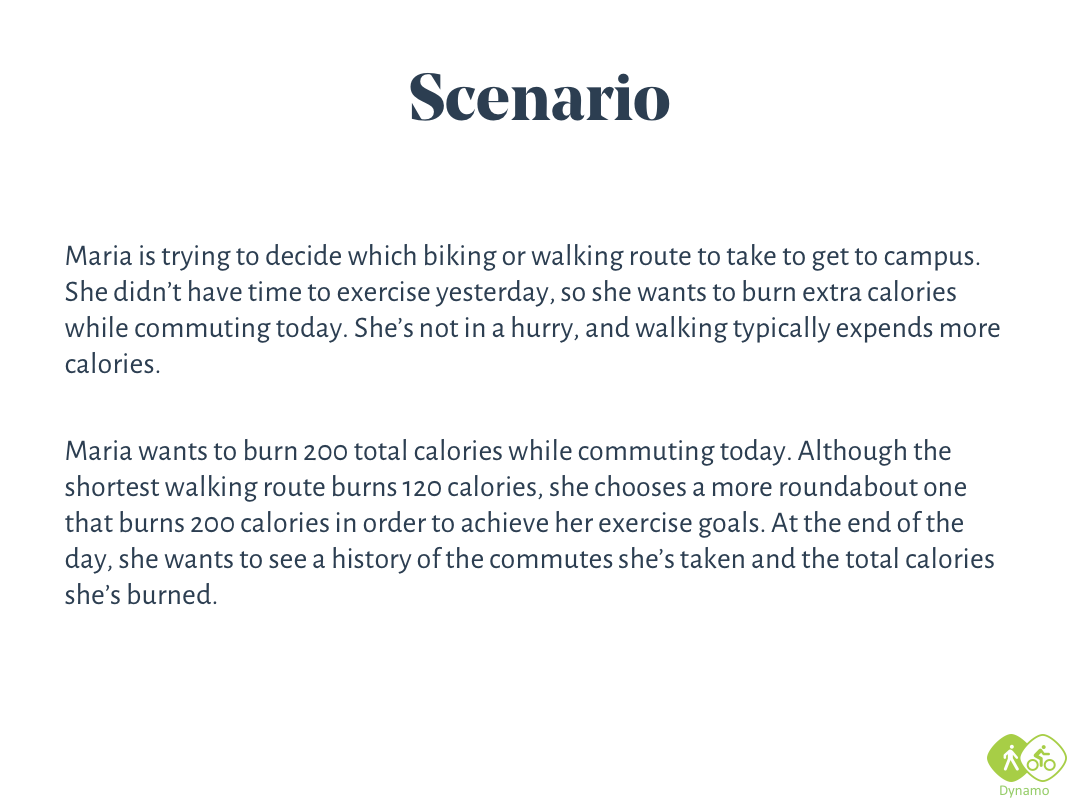 Scenario
Maria is trying to decide which biking or walking route to take to get to campus.
She didn’t have time to exercise yesterday, so she wants to burn extra calories
while commuting today. She’s not in a hurry, and walking typically expends more
calories.
Maria wants to burn 200 total calories while commuting today. Although the
shortest walking route burns 120 calories, she chooses a more roundabout one
that burns 200 calories in order to achieve her exercise goals. At the end of the
day, she wants to see a history of the commutes she’s taken and the total calories
she’s burned.
Dynamo